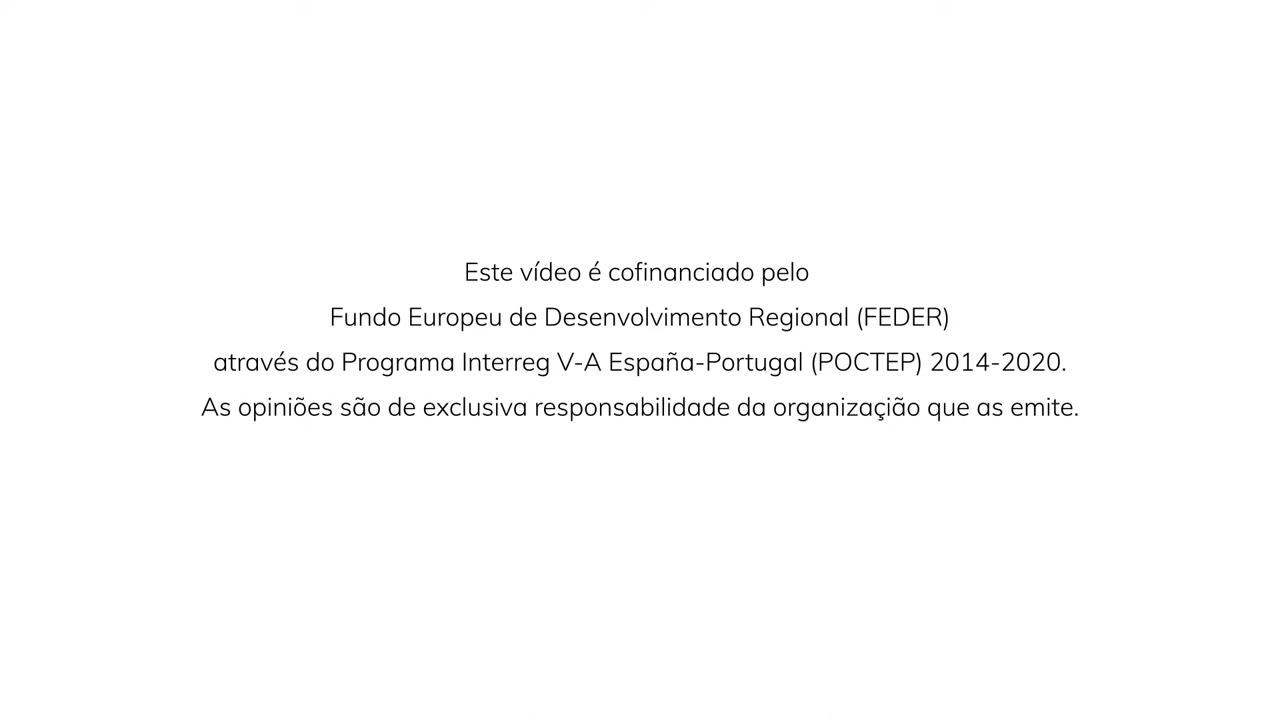 Este vídeo é cofinanciado pelo
Fundo Europeu de Desenvolvimento Regional (FEDER)
através do Programa Interreg V-A España-Portugal (POCTEP) 2014-2020.
As opiniões são de exclusiva responsabilidade da organizaçião que as emite.